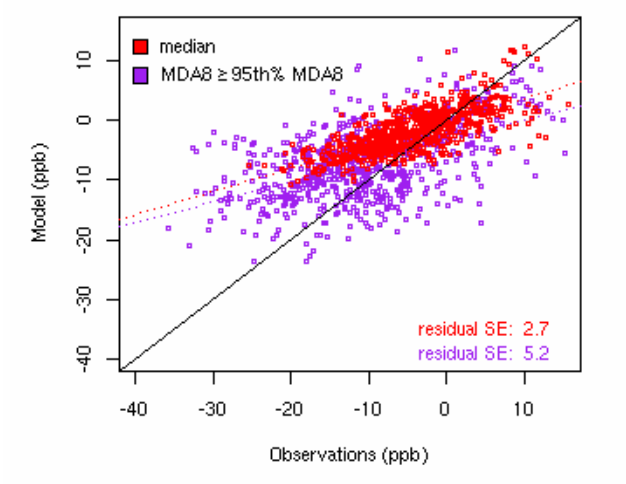 median
MDA8 ≥ 95th% MDA8
10
0
-10
-20
-30
-40
Model (ppb)
residual SE: 2.7
residual SE: 5.2
-40 -30 -20 -10 0 10
Observations (ppb)